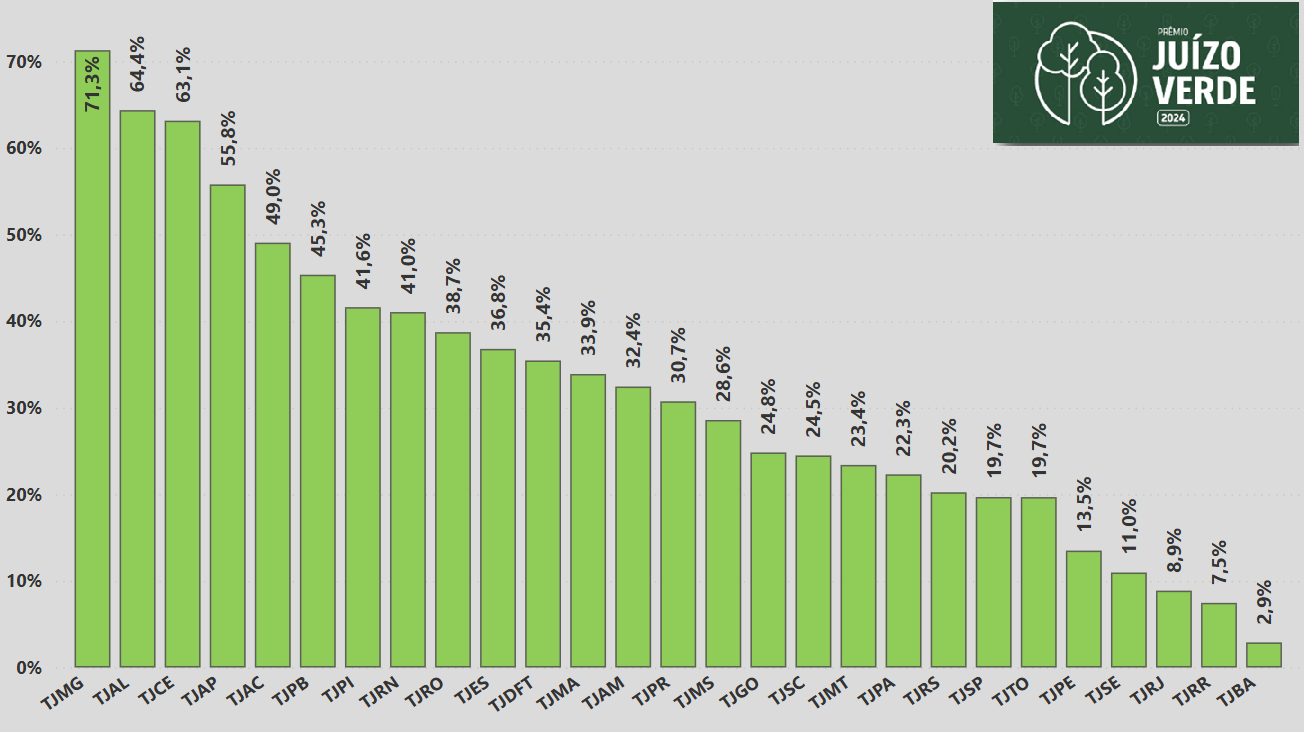 PRÊMIO
JUÍZO
VERDE
2024
70%
60%
50%
40%
30%
20%
10%
0%
71,3%
64,4%
63,1%
55,8%
49,0%
45,3%
41,6%
41,0%
38,7%
36,8%
35,4%
33,9%
32,4%
30,7%
28,6%
24,8%
24,5%
23,4%
22,3%
20,2%
19,7%
19,7%
13,5%
11,0%
8,9%
7,5%
2,9%
TJMG
TJAL
TJCE
TJAP
TJAC
TJPB
TJPI
TJRN
TJRO
TJES
TJDFT
TJMA
TJAM
TJPR
TJMS
TJGO
TJSC
TJMT
TJPA
TJRS
TJSP
TJTO
TJPE
TJSE
TJRJ
TJRR
TJBA